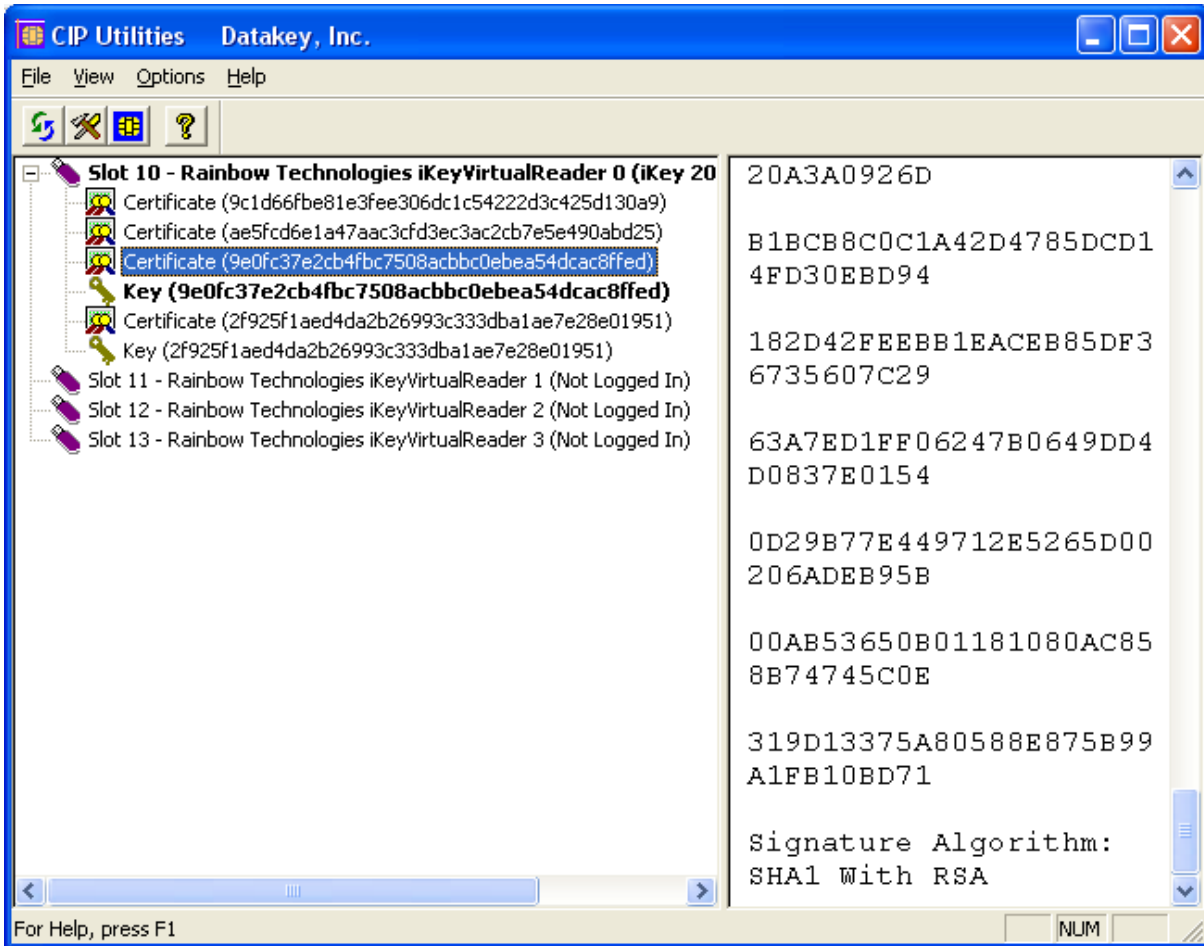 CIP Utilities Datakey, Inc.
File View Options Help
Slot 10 - Rainbow Technologies iKeyVirtualReader 0 (iKey 20
Certificate (9c1d66fbe81e3fee306dc1c54222d3c425d130a9)
Certificate (ae5fcd6e1a47aac3cfd3ec3ac2cb7e5e490abd25)
Certificate (9e0fc37e2cb4fbc7508acbbc0ebea54dcac8ffed)
Key (9e0fc37e2cb4fbc7508acbbc0ebea54dcac8ffed)
Certificate (2f925f1aed4da2b26993c333dba1ae7e28e01951)
Key (2f925f1aed4da2b26993c333dba1ae7e28e01951)
Slot 11 - Rainbow Technologies iKeyVirtualReader 1 (Not Logged In)
Slot 12 - Rainbow Technologies iKeyVirtualReader 2 (Not Logged In)
Slot 13 - Rainbow Technologies iKeyVirtualReader 3 (Not Logged In)
20A3A0926D
B1BCB8C0C1A42D4785DCD1
4FD30EBD94
182D42FEEBB1EACEB85DF3
6735607C29
63A7ED1FF06247B0649DD4
D0837E0154
0D29B77E449712E5265D00
206ADEB95B
00AB53650B01181080AC85
8B74745C0E
319D13375A80588E875B99
A1FB10BD71
Signature Algorithm:
SHA1 With RSA
For Help, press F1
NUM